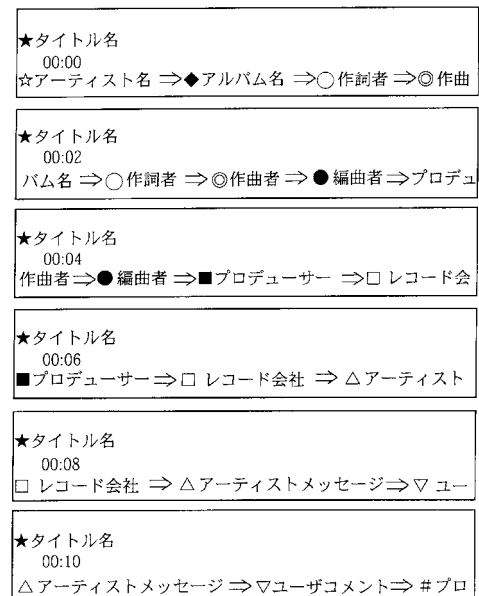 ★タイトル名
00:00
☆アーティスト名 ⇒◆アルバム名 ⇒○作詞者 ⇒◎作曲
★タイトル名
00:02
バム名 ⇒○作詞者 ⇒◎作曲者 ⇒●編曲者 ⇒プロデュ
★タイトル名
00:04
作曲者⇒●編曲者 ⇒■プロデューサー ⇒□ レコード会
★タイトル名
00:06
■プロデューサー⇒□ レコード会社 ⇒ △アーティスト
★タイトル名
00:08
□ レコード会社 ⇒ △アーティストメッセージ⇒▽ ユー
★タイトル名
00:10
△アーティストメッセージ ⇒▽ユーザコメント⇒ #プロ